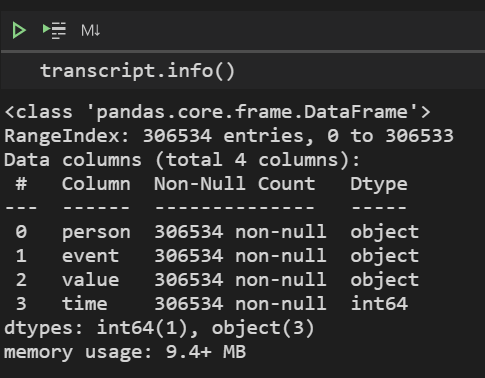 M↓
transcript.info()
<class 'pandas.core.frame.DataFrame'>
RangeIndex: 306534 entries, 0 to 306533
Data columns (total 4 columns):
 #   Column  Non-Null Count   Dtype
---  ------  --------------   -----
 0   person  306534 non-null  object
 1   event   306534 non-null  object
 2   value   306534 non-null  object
 3   time    306534 non-null  int64
dtypes: int64(1), object(3)
memory usage: 9.4+ MB